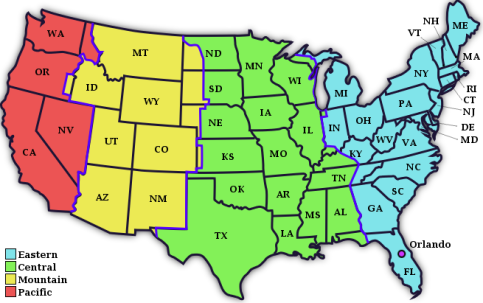 NH
ME
VT
WA
MT
ND
MN
MA
OR
ID
SD
WI
NY
MI
RI
WY
CT
IA
PA
NJ
NE
OH
NV
IL
IN
DE
UT
CO
WV
VA
MD
CA
KS
MO
KY
NC
OK
TN
AZ
NM
AR
SC
MS
AL
GA
TX
LA
Orlando
Eastern
Central
FL
Mountain
Pacific